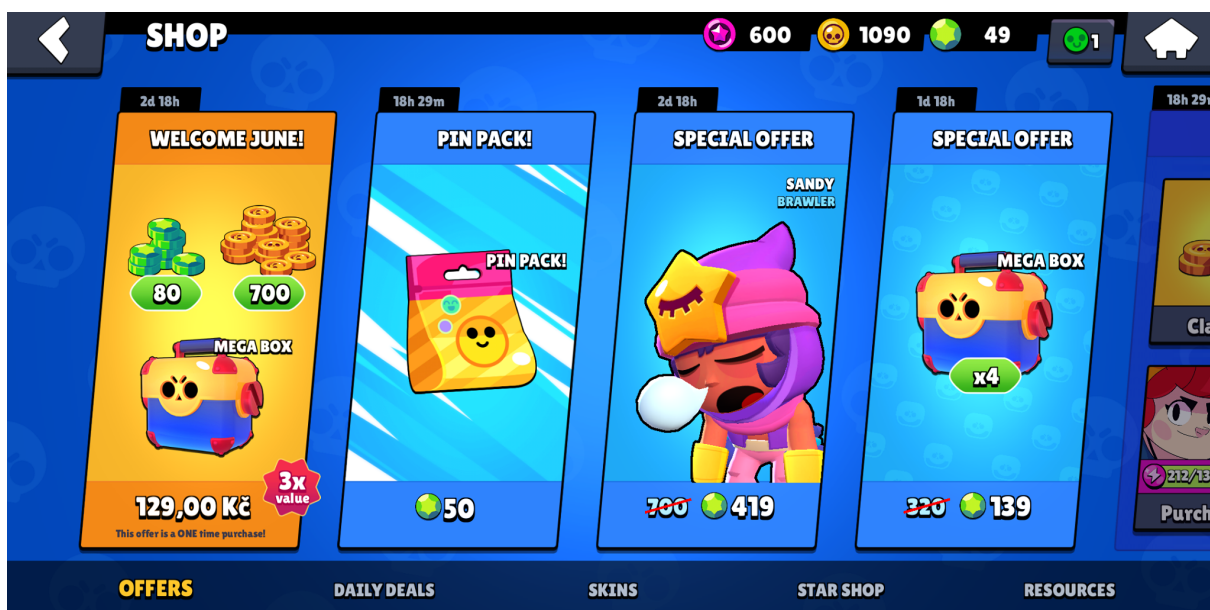 SHOP
600
1090
49
1
2d 18h
WELCOME JUNE!
80
700
MEGA BOX
3x
value
129,00 Kč
This offer is a ONE time purchase!
18h 29m
PIN PACK!
PIN PACK!
50
2d 18h
SPECIAL OFFER
SANDY
BRAWLER
700 419
1d 18h
SPECIAL OFFER
MEGA BOX
x4
320 139
18h 29
OFFERS
DAILY DEALS
SKINS
STAR SHOP
RESOURCES